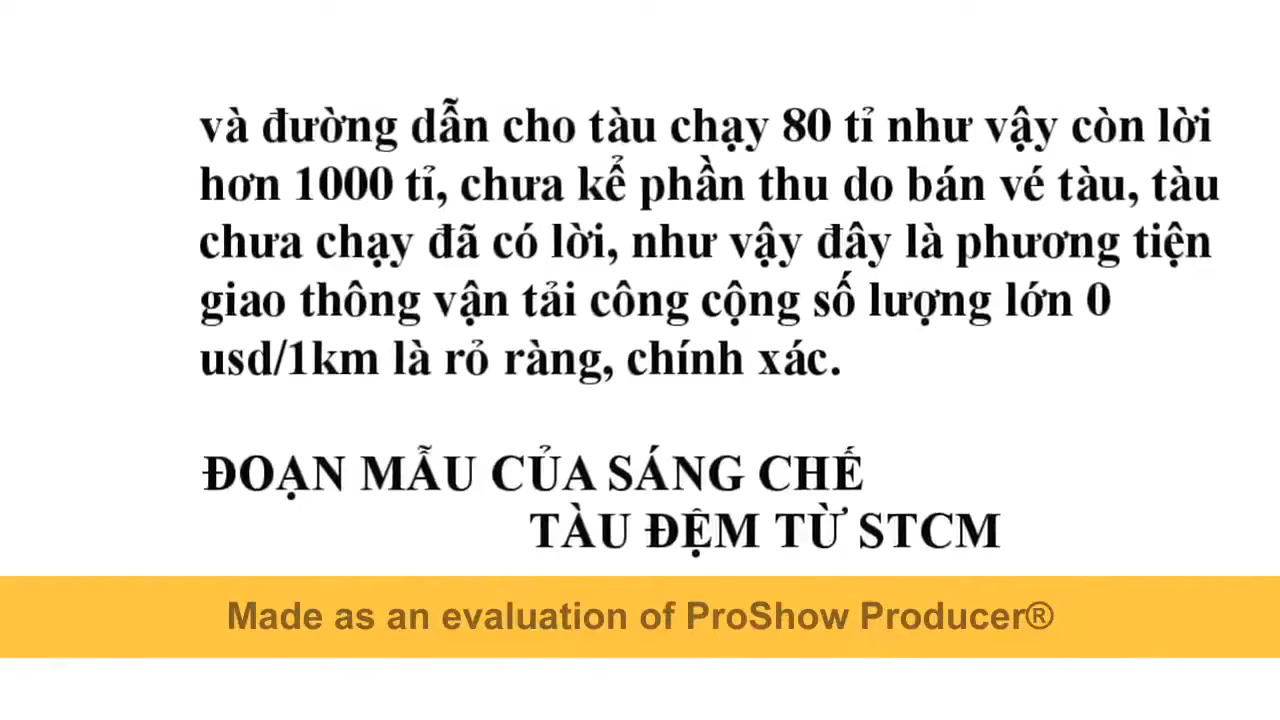 và đường dẫn cho tàu chạy 80 tỉ như vậy còn lời
hơn 1000 tỉ, chưa kể phần thu do bán vé tàu, tàu
chưa chạy đã có lời, như vậy đây là phương tiện
giao thông vận tải công cộng số lượng lớn 0
usd/1km là rỏ ràng, chính xác.
ĐOẠN MẪU CỦA SÁNG CHẾ
TÀU ĐỆM TỪ STCM
Made as an evaluation of ProShow Producer®